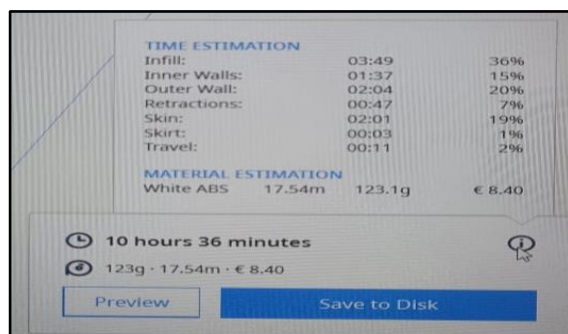 TIME ESTIMATION
Infill: 03:49 36%
Inner Walls: 01:37 15%
Outer Wall: 02:04 20%
Retractions: 00:47 7%
Skin: 02:01 19%
Skirt: 00:03 1%
Travel: 00:11 2%
MATERIAL ESTIMATION
White ABS 17.54m 123.1g € 8.40
10 hours 36 minutes
123g · 17.54m · € 8.40
Preview Save to Disk